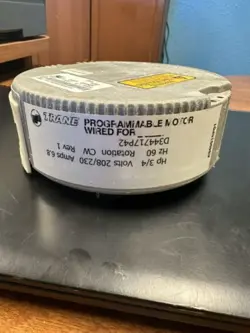 TRANE PROGRAMMABLE MOTOR
WIRED FOR
D344717P42
Hp 3/4 Volts 208/230 Amps 6.8
Hz 60 Rotation CW Rev 1